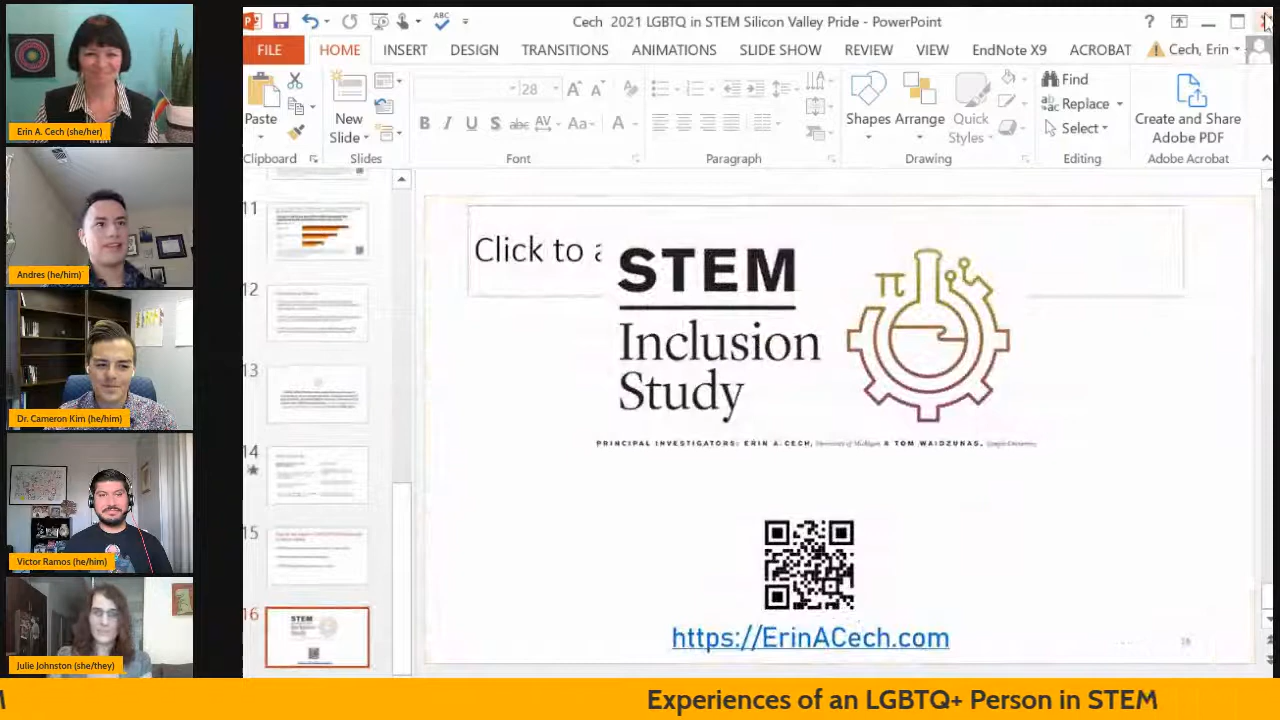 Erin A. Cech (she/her)
Andres (he/him)
Dr. Cameron Kim (he/him)
Victor Ramos (he/him)
Julie Johnston (she/they)
Cech 2021 LGBTQ in STEM Silicon Valley Pride - PowerPoint
FILE HOME INSERT DESIGN TRANSITIONS ANIMATIONS SLIDE SHOW REVIEW VIEW EndNote X9 ACROBAT Cech, Erin
Paste
New
Slide
28
B I U S abc AV Aa A
Shapes Arrange Quick
Styles
Find
Replace
Select
Create and Share
Adobe PDF
Clipboard Slides Font Paragraph Drawing Editing Adobe Acrobat
11
12
13
14
15
16
Click to a
STEM
Inclusion
Study
PRINCIPAL INVESTIGATORS: ERIN A. CECH, University of Michigan & TOM WAIDZUNAS,
https://ErinACech.com
16
M
Experiences of an LGBTQ+ Person in STEM